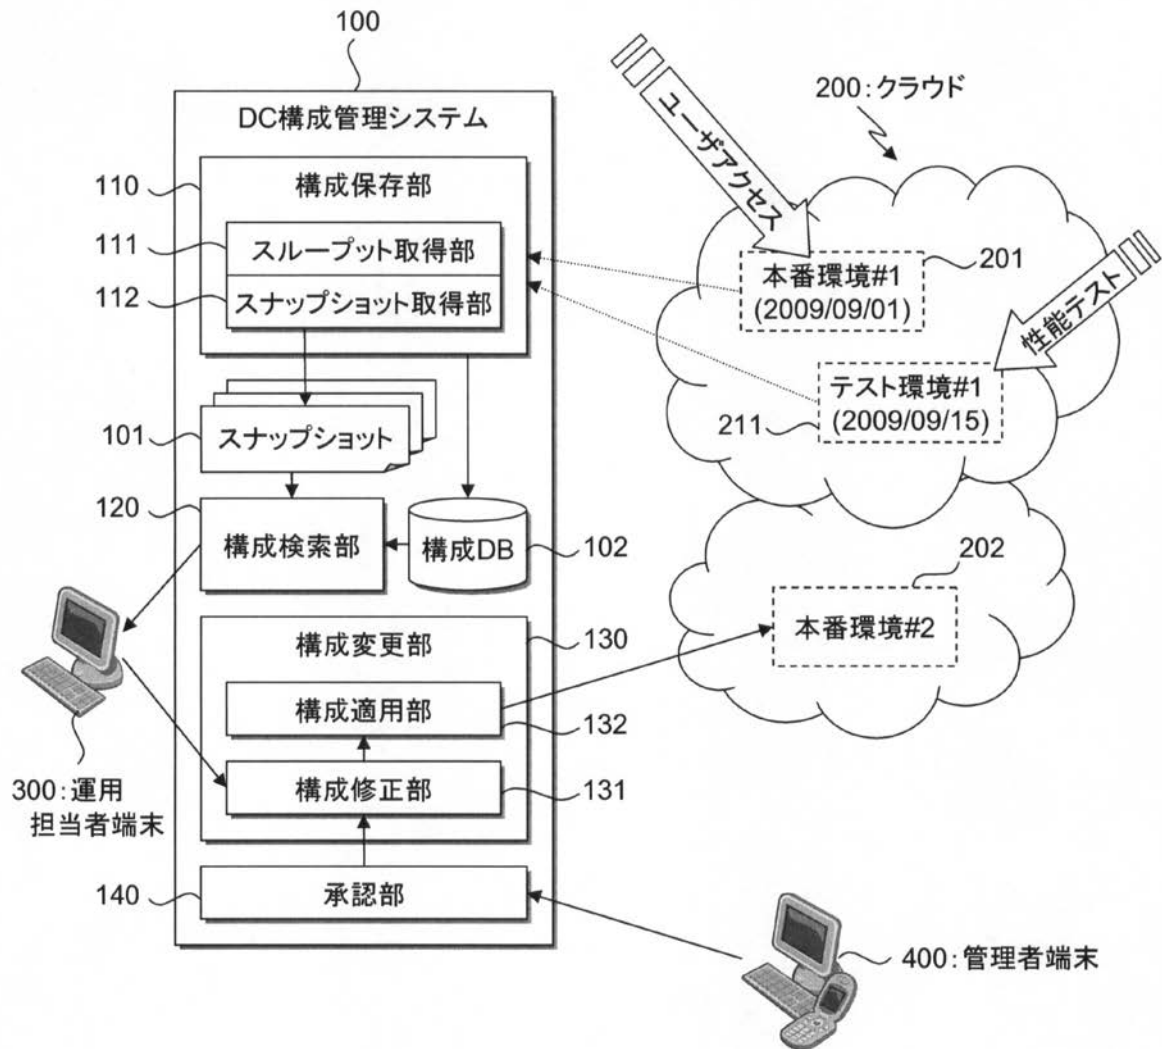 100
DC構成管理システム
110
構成保存部
111
スループット取得部
112
スナップショット取得部
101
スナップショット
120
構成検索部
構成DB
102
構成変更部
130
構成適用部
132
構成修正部
131
300:運用
担当者端末
140
承認部
200:クラウド
ユーザアクセス
本番環境#1
(2009/09/01)
201
性能テスト
テスト環境#1
(2009/09/15)
211
202
本番環境#2
400:管理者端末